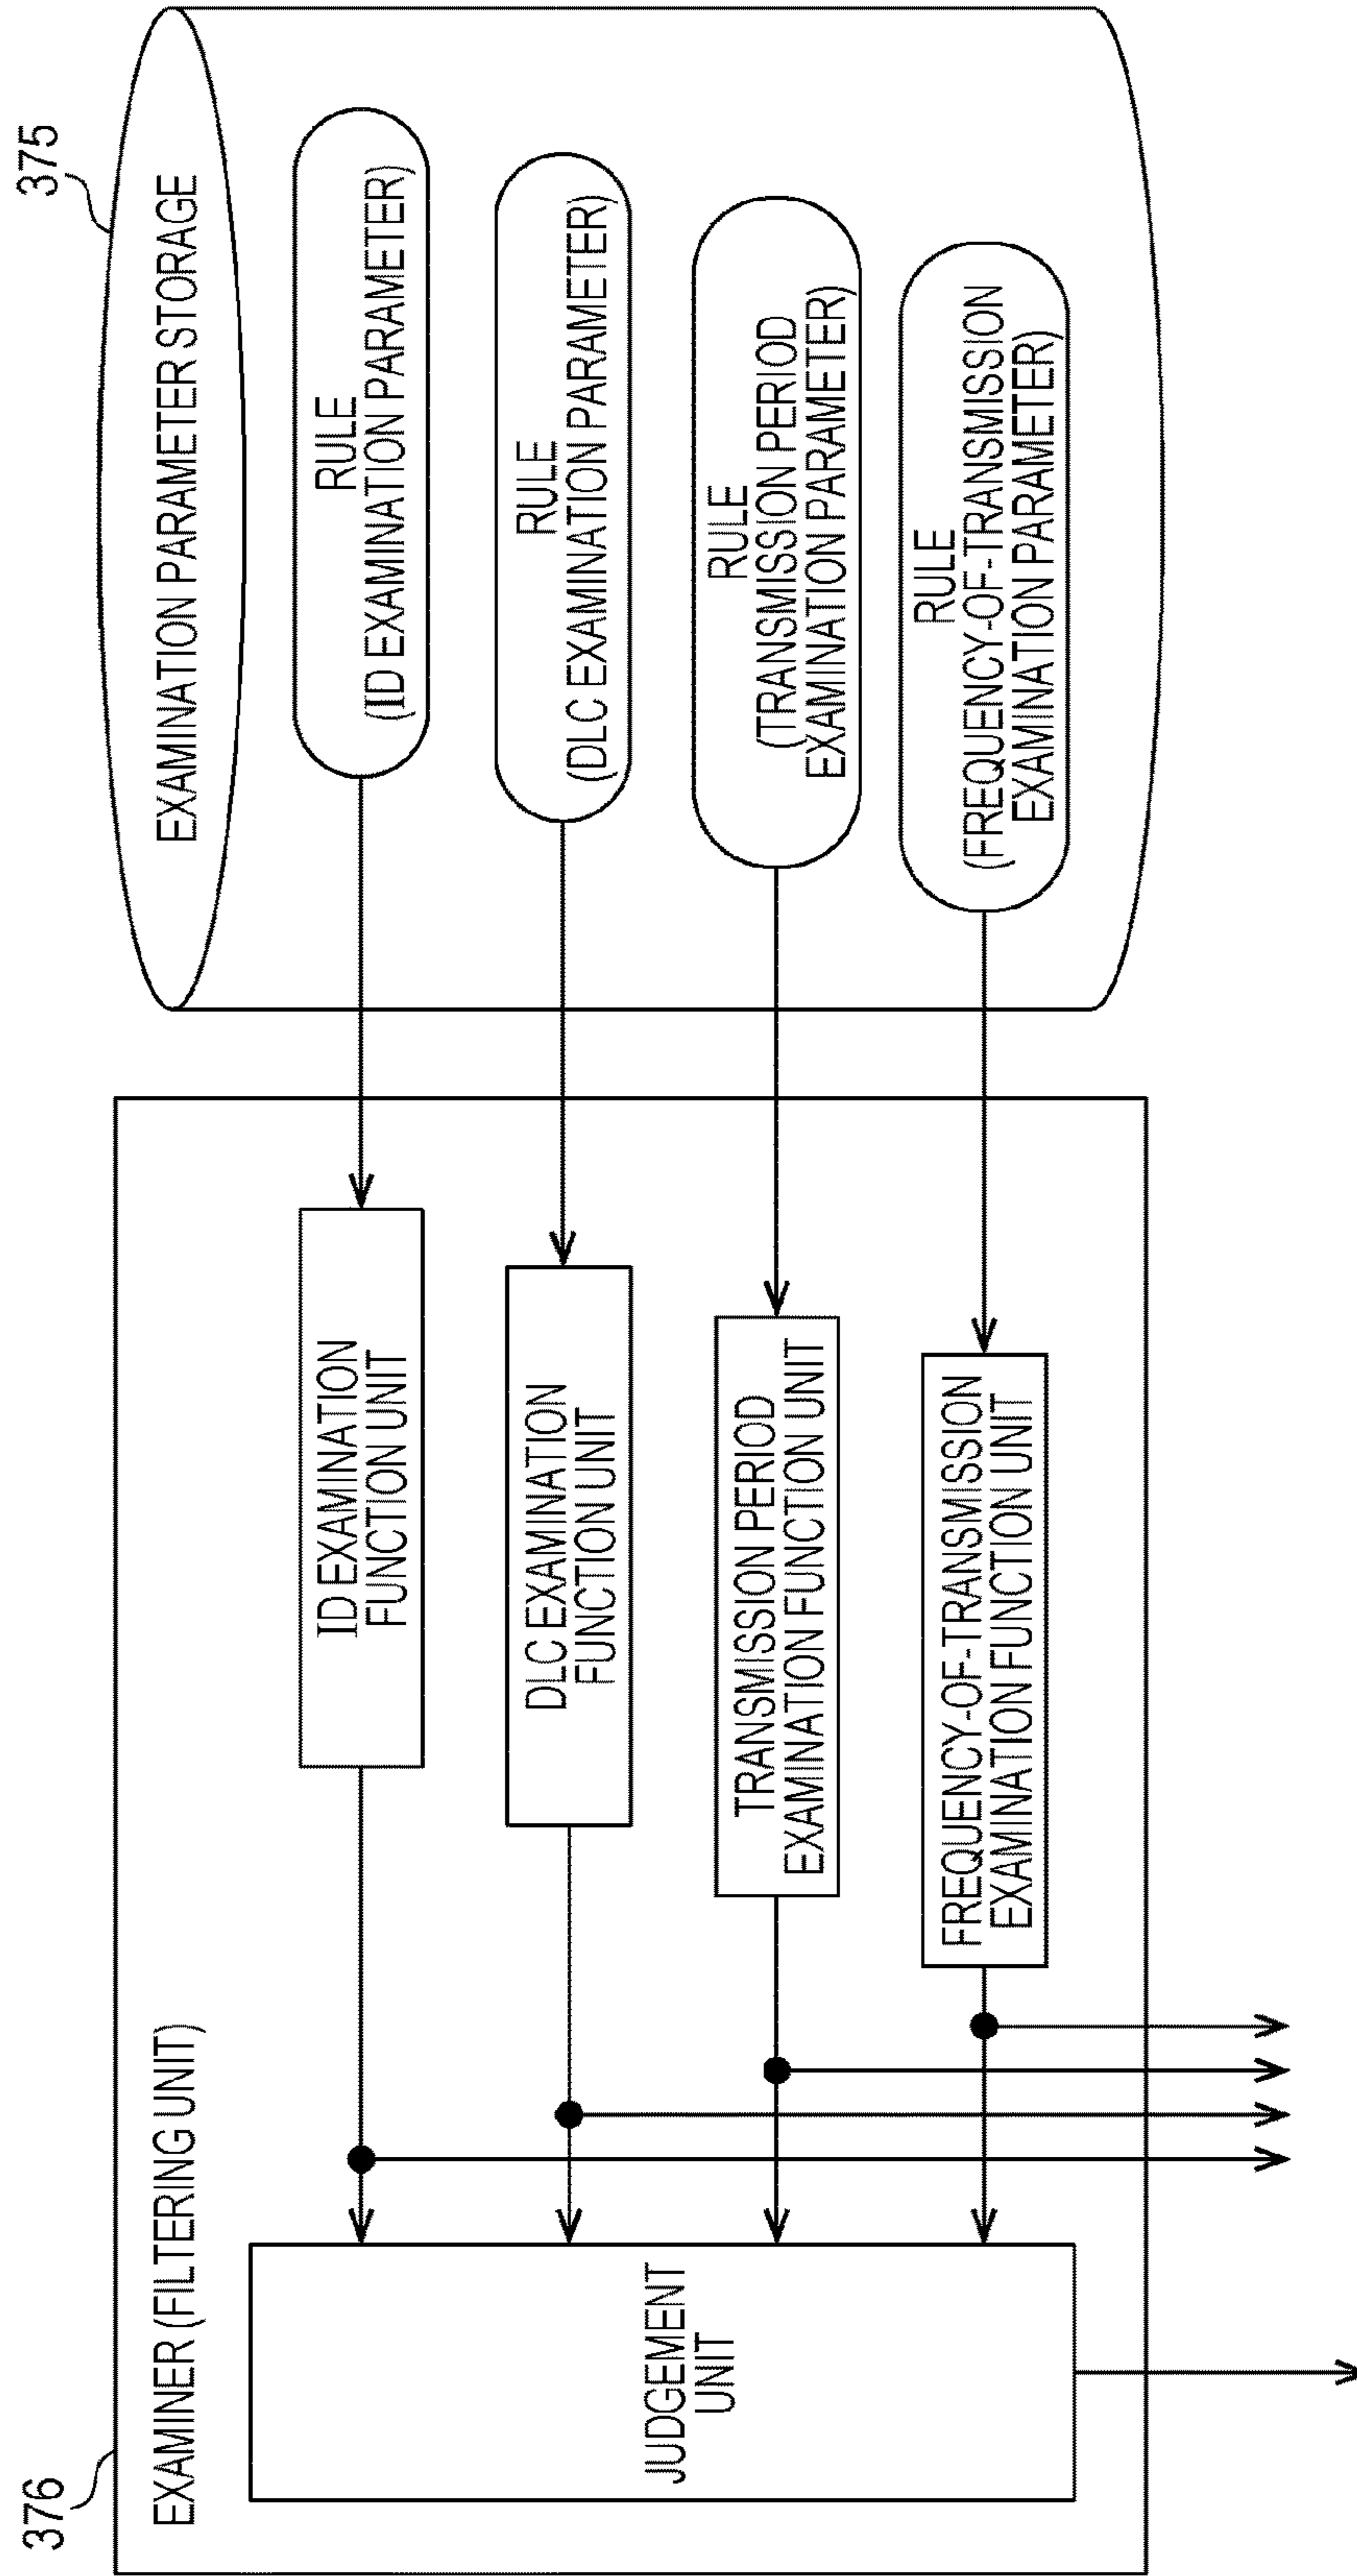 376
EXAMINER (FILTERING UNIT)
JUDGEMENT
UNIT
ID EXAMINATION
FUNCTION UNIT
DLC EXAMINATION
FUNCTION UNIT
TRANSMISSION PERIOD
EXAMINATION FUNCTION UNIT
FREQUENCY-OF-TRANSMISSION
EXAMINATION FUNCTION UNIT
375
EXAMINATION PARAMETER STORAGE
RULE
(ID EXAMINATION PARAMETER)
RULE
(DLC EXAMINATION PARAMETER)
RULE
(TRANSMISSION PERIOD
EXAMINATION PARAMETER)
RULE
(FREQUENCY-OF-TRANSMISSION
EXAMINATION PARAMETER)